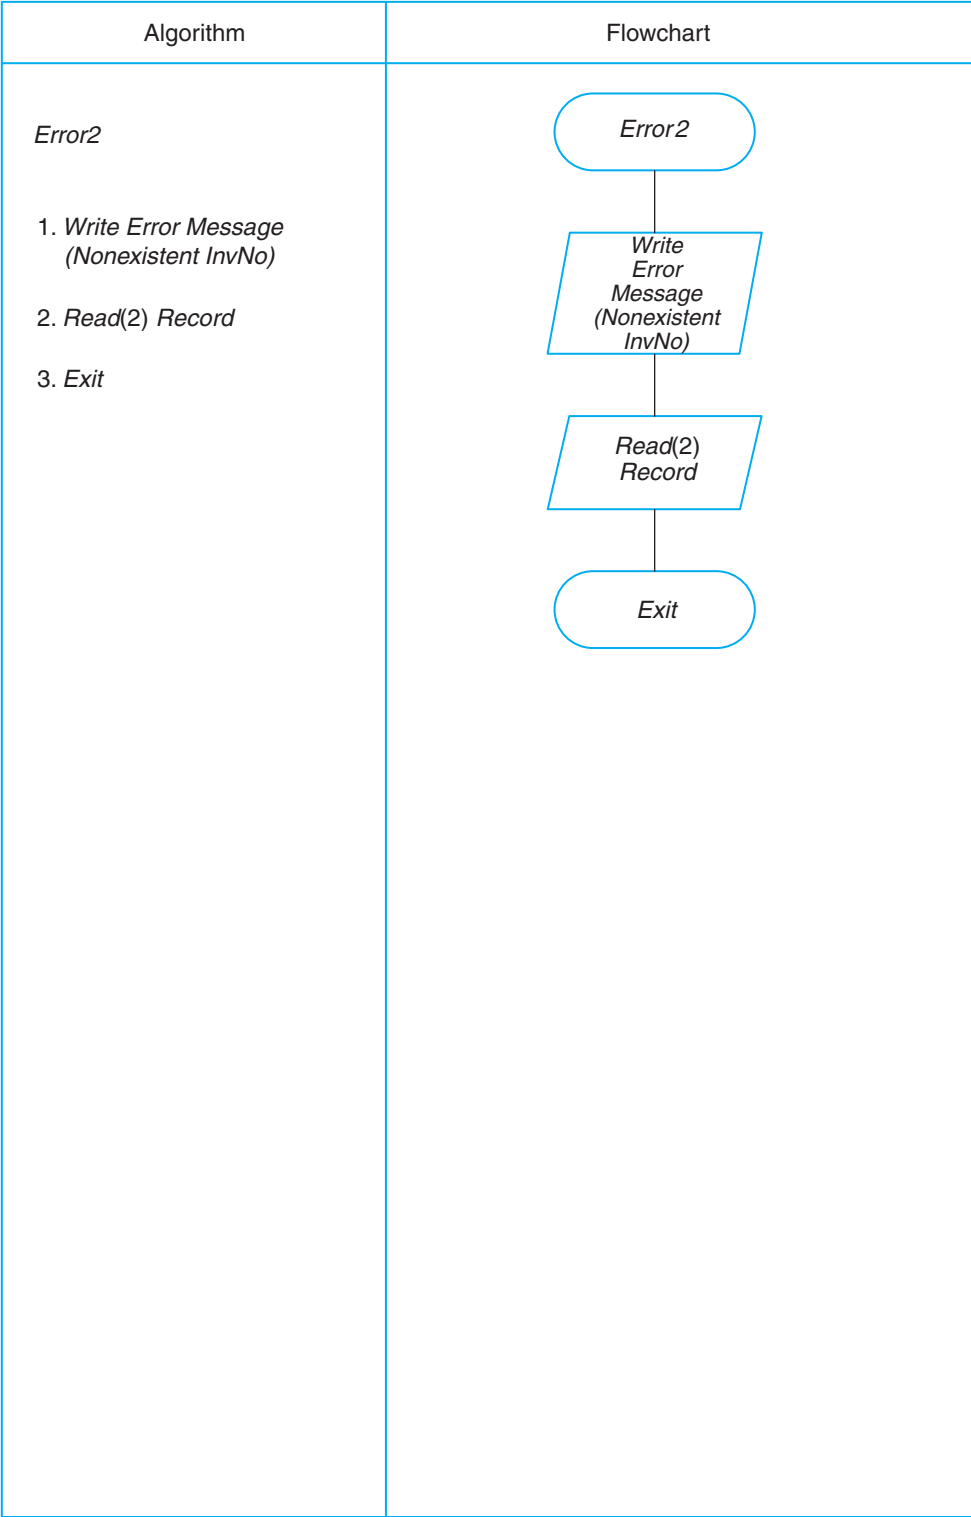 Algorithm
Flowchart
Error2
1. Write Error Message
(Nonexistent InvNo)
2. Read(2) Record
3. Exit
Error2
Write
Error
Message
(Nonexistent
InvNo)
Read(2)
Record
Exit